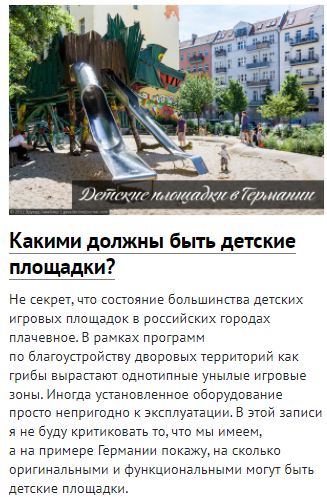 Детские площадки в Германии
Какими должны быть детские
площадки?
Не секрет, что состояние большинства детских
игровых площадок в российских городах
плачевное. В рамках программ
по благоустройству дворовых территорий как
грибы вырастают однотипные унылые игровые
зоны. Иногда установленное оборудование
просто непригодно к эксплуатации. В этой записи
я не буду критиковать то, что мы имеем,
а на примере Германии покажу, на сколько
оригинальными и функциональными могут быть
детские площадки.